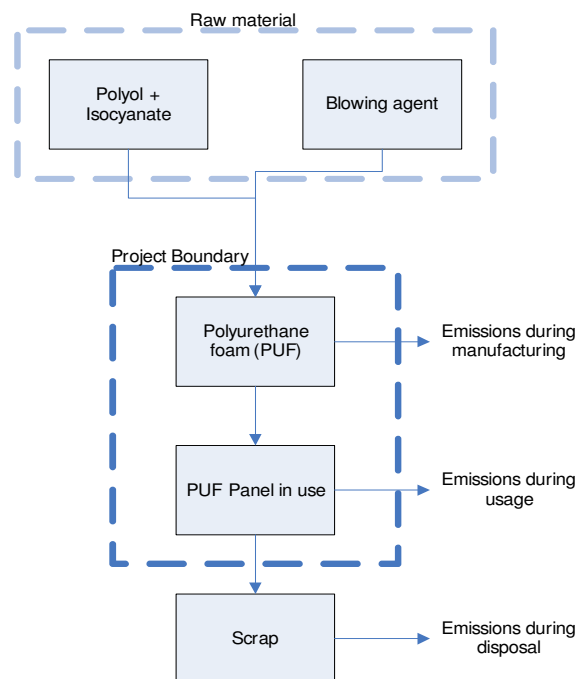 Raw material
Polyol +
Isocyanate
Blowing agent
Project Boundary
Polyurethane
foam (PUF)
Emissions during
manufacturing
PUF Panel in use
Emissions during
usage
Scrap
Emissions during
disposal